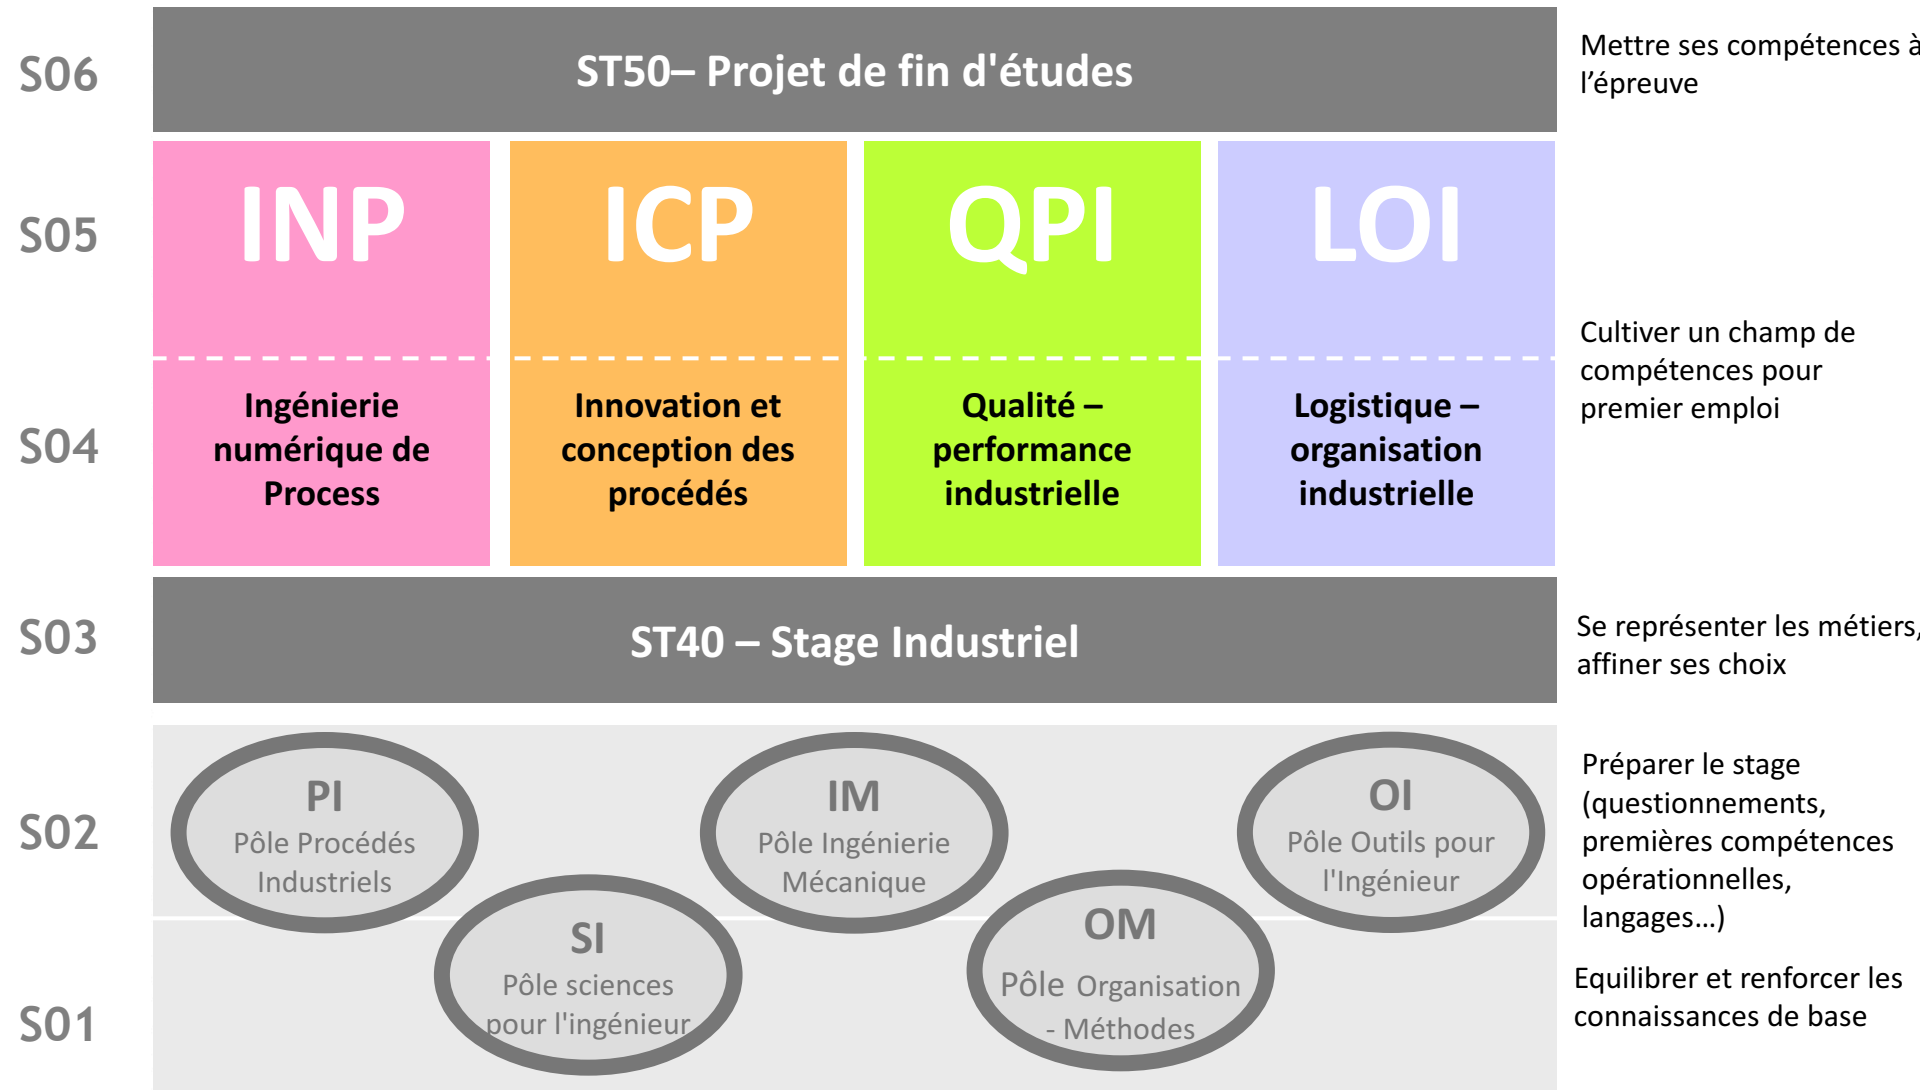 S06
ST50– Projet de fin d'études
Mettre ses compétences à
l’épreuve
S05
INP
ICP
QPI
LOI
S04
Ingénierie
numérique de
Process
Innovation et
conception des
procédés
Qualité –
performance
industrielle
Logistique –
organisation
industrielle
Cultiver un champ de
compétences pour
premier emploi
S03
ST40 – Stage Industriel
Se représenter les métiers,
affiner ses choix
S02
PI
Pôle Procédés
Industriels
IM
Pôle Ingénierie
Mécanique
OI
Pôle Outils pour
l'Ingénieur
Préparer le stage
(questionnements,
premières compétences
opérationnelles,
langages…)
S01
SI
Pôle sciences
pour l'ingénieur
OM
Pôle Organisation
- Méthodes
Equilibrer et renforcer les
connaissances de base